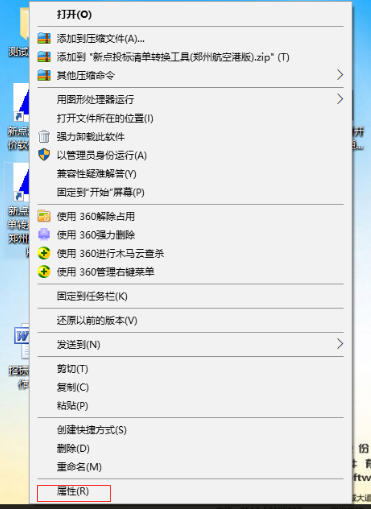 打开(O)
添加到压缩文件(A)...
添加到 "新点投标清单转换工具(郑州航空港版).zip" (T)
其他压缩命令
用图形处理器运行
打开文件所在的位置(I)
强力卸载此软件
以管理员身份运行(A)
兼容性疑难解答(Y)
固定到"开始"屏幕(P)
使用 360解除占用
使用 360强力删除
使用 360进行木马云查杀
使用 360管理右键菜单
固定到任务栏(K)
还原以前的版本(V)
发送到(N)
剪切(T)
复制(C)
粘贴(P)
创建快捷方式(S)
删除(D)
重命名(M)
属性(R)